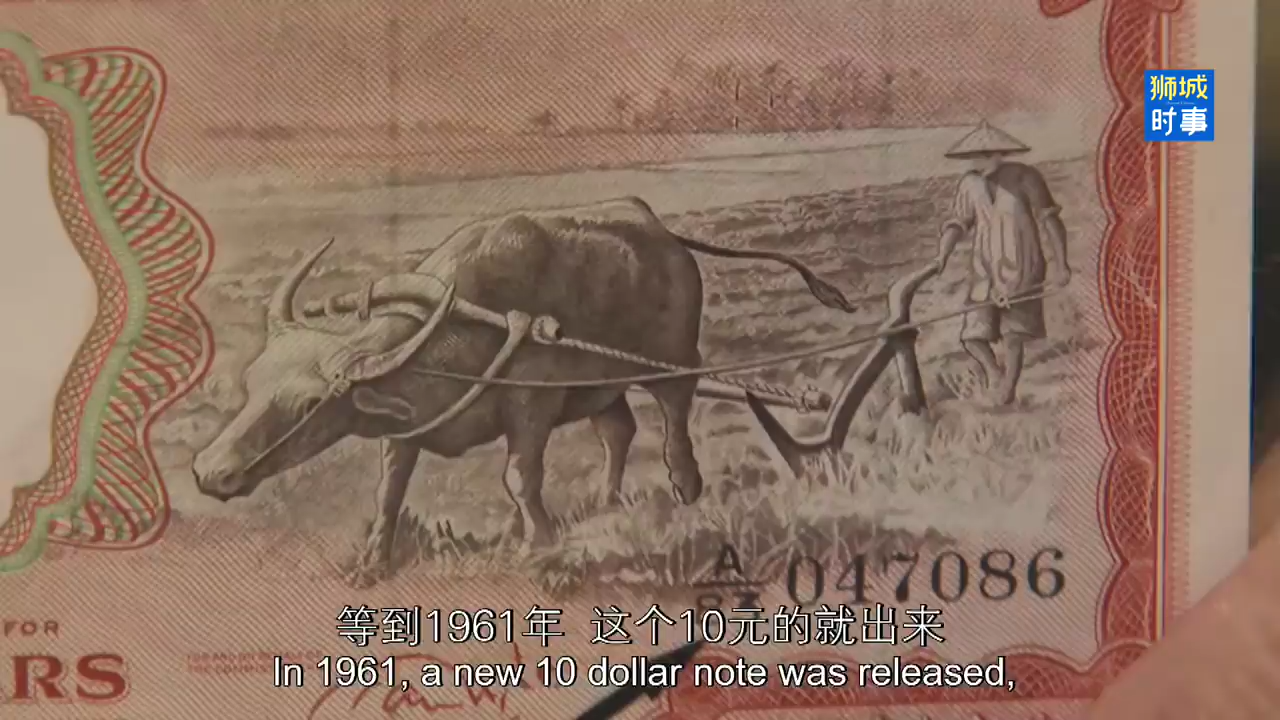 狮城
时事
A
047086
FOR
RS
等到1961年 这个10元的就出来
In 1961, a new 10 dollar note was released,